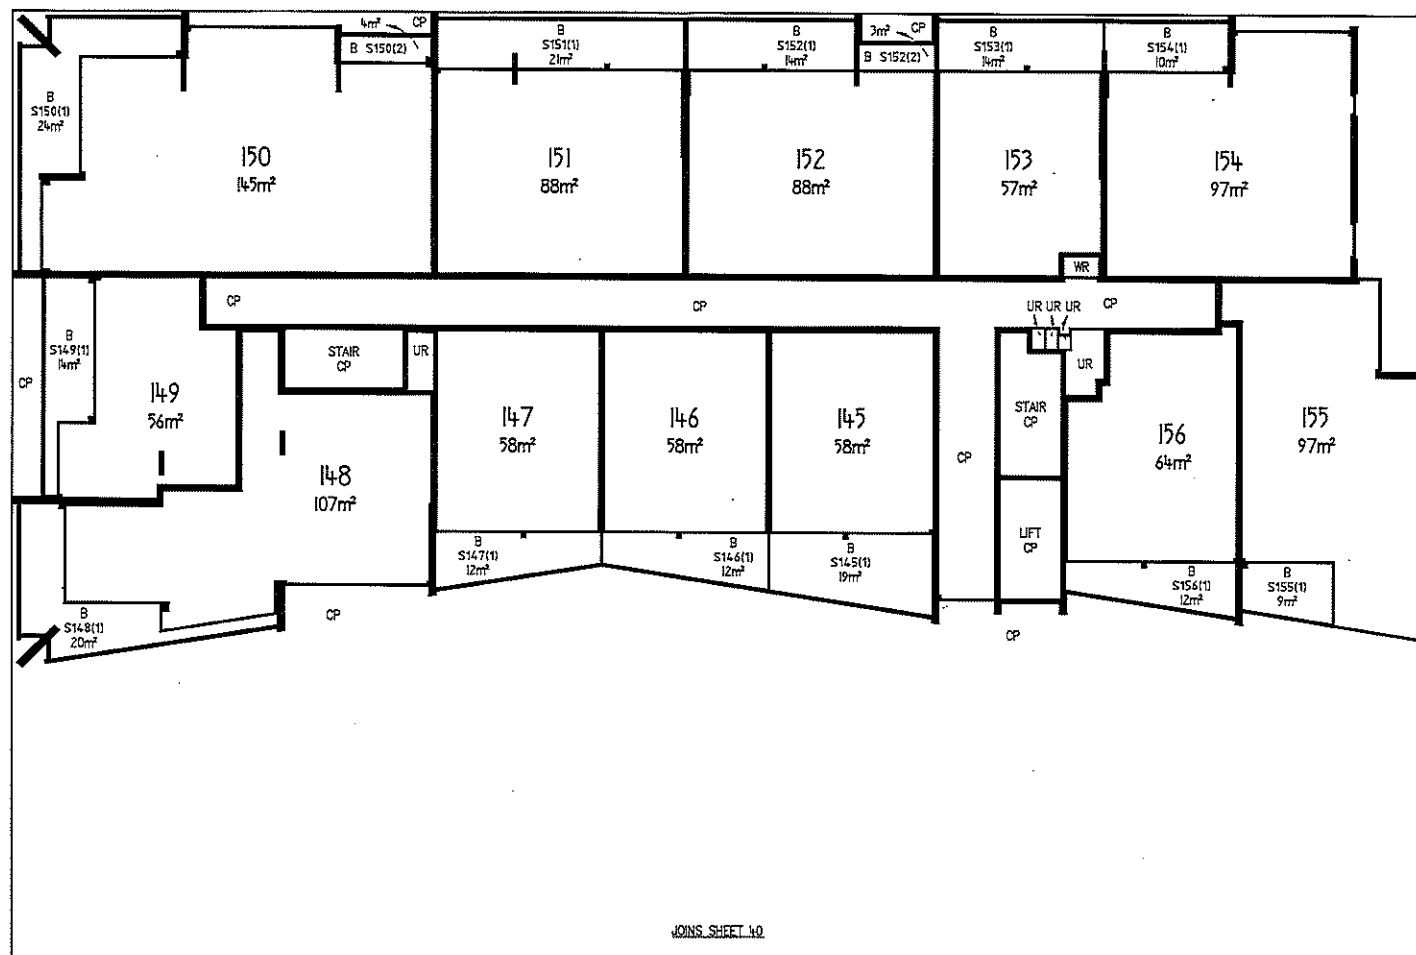 4m² CP
B S150(2)
B
S151(1)
21m²
B
S152(1)
14m²
3m² CP
B S152(2)
B
S153(1)
14m²
B
S154(1)
10m²
B
S150(1)
24m²
150
145m²
151
88m²
152
88m²
153
57m²
154
97m²
WR
CP
CP
UR UR UR
CP
B
S149(1)
14m²
CP
149
56m²
STAIR
CP
UR
148
107m²
147
58m²
146
58m²
145
58m²
CP
STAIR
CP
UR
LIFT
CP
156
64m²
155
97m²
B
S147(1)
12m²
B
S146(1)
12m²
B
S145(1)
19m²
B
S156(1)
12m²
B
S155(1)
9m²
B
S148(1)
20m²
CP
CP
JOINS SHEET 40